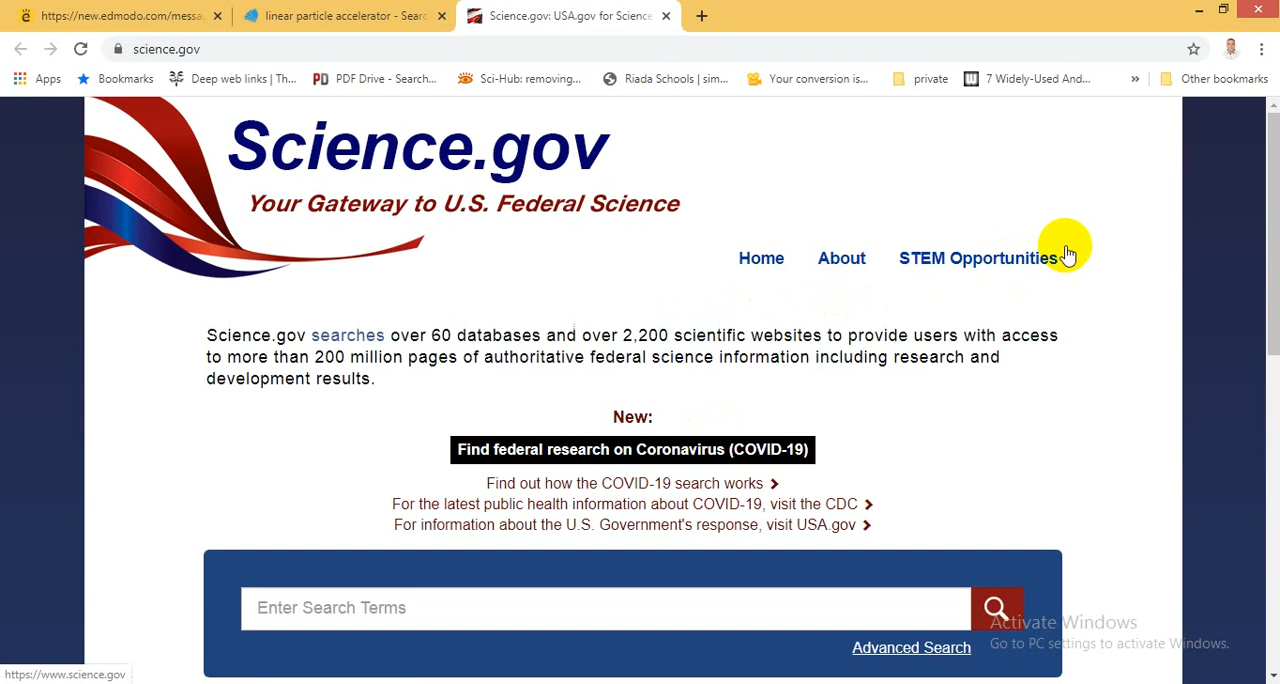 https://new.edmodo.com/messa
linear particle accelerator - Searc
Science.gov: USA.gov for Science
science.gov
Apps
Bookmarks
Deep web links | Th...
PDF Drive - Search...
Sci-Hub: removing...
Riada Schools | sim...
Your conversion is...
private
7 Widely-Used And...
»
Other bookmarks
Science.gov
Your Gateway to U.S. Federal Science
Home
About
STEM Opportunities
Science.gov searches over 60 databases and over 2,200 scientific websites to provide users with access
to more than 200 million pages of authoritative federal science information including research and
development results.
New:
Find federal research on Coronavirus (COVID-19)
Find out how the COVID-19 search works
For the latest public health information about COVID-19, visit the CDC
For information about the U.S. Government's response, visit USA.gov
Enter Search Terms
Advanced Search
Activate Windows
Go to PC settings to activate Windows.
https://www.science.gov